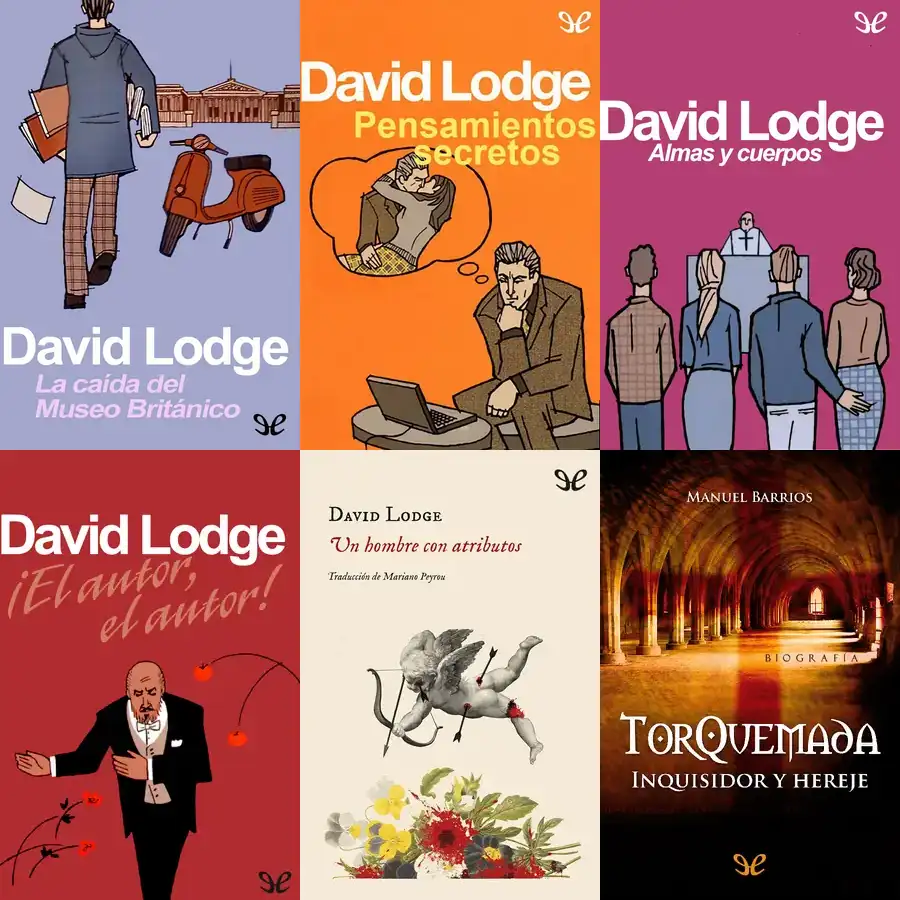 David Lodge
La caída del
Museo Británico
David Lodge
Pensamientos
secretos
David Lodge
Almas y cuerpos
David Lodge
¡El autor,
el autor!
David Lodge
Un hombre con atributos
Traducción de Mariano Peyrou
Manuel Barrios
BIOGRAFÍA
TORQUEMADA
INQUISIDOR Y HEREJE